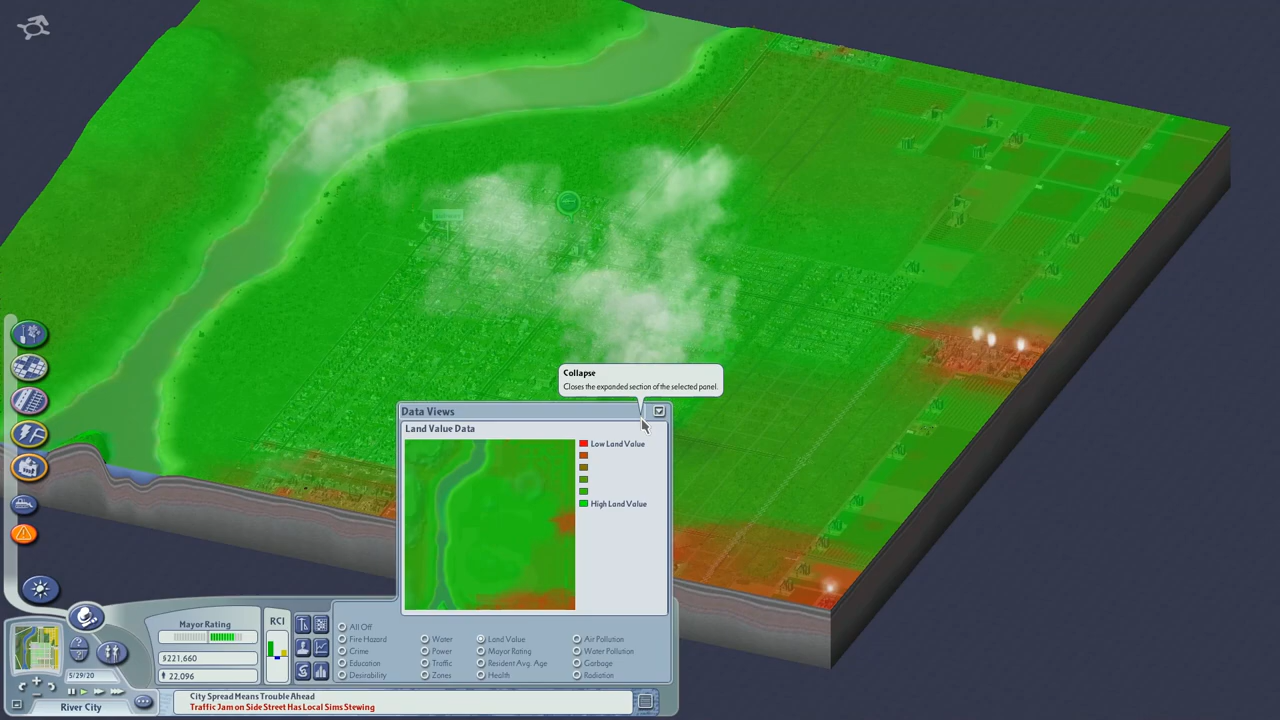 Collapse
Closes the expanded section of the selected panel.
Data Views
Land Value Data
Low Land Value
High Land Value
Mayor Rating
RCI
§221,660
22,096
5/29/20
River City
All Off
Fire Hazard
Crime
Education
Desirability
Water
Power
Traffic
Zones
Land Value
Mayor Rating
Resident Avg. Age
Health
Air Pollution
Water Pollution
Garbage
Radiation
City Spread Means Trouble Ahead
Traffic Jam on Side Street Has Local Sims Stewing